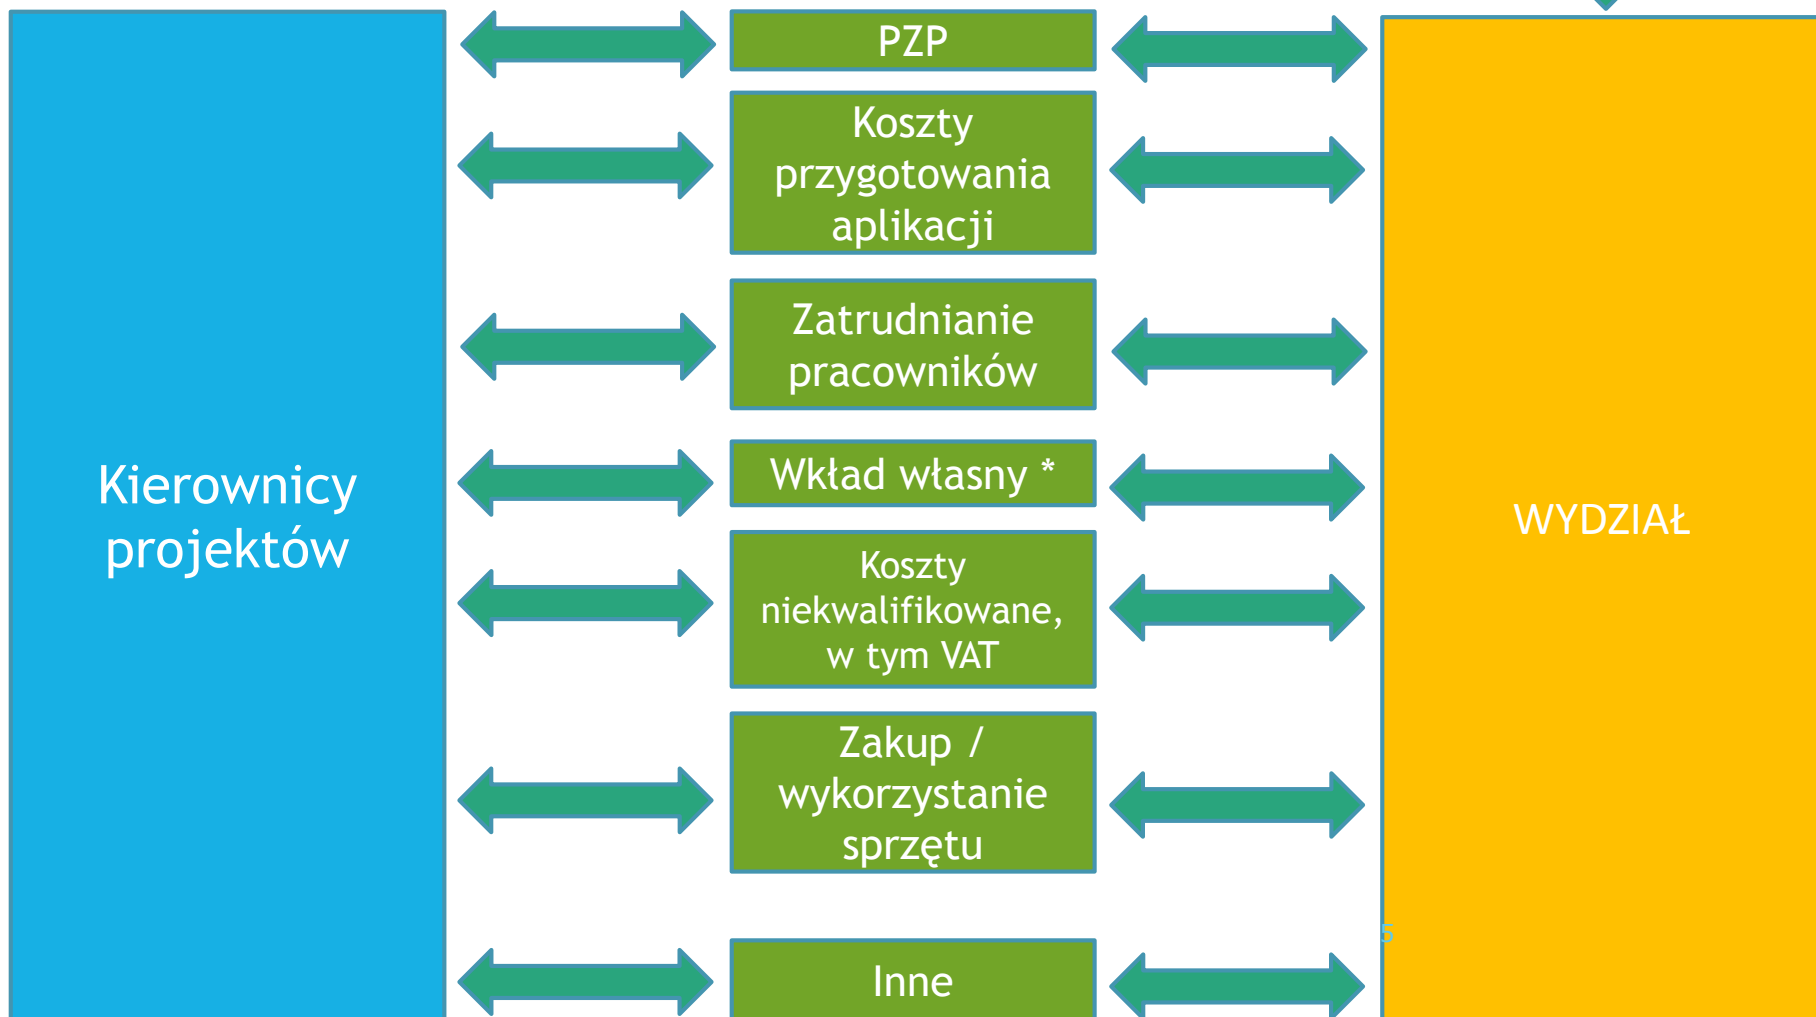 Kierownicy
projektów
PZP
Koszty
przygotowania
aplikacji
Zatrudnianie
pracowników
Wkład własny *
Koszty
niekwalifikowane,
w tym VAT
Zakup /
wykorzystanie
sprzętu
Inne
WYDZIAŁ
5